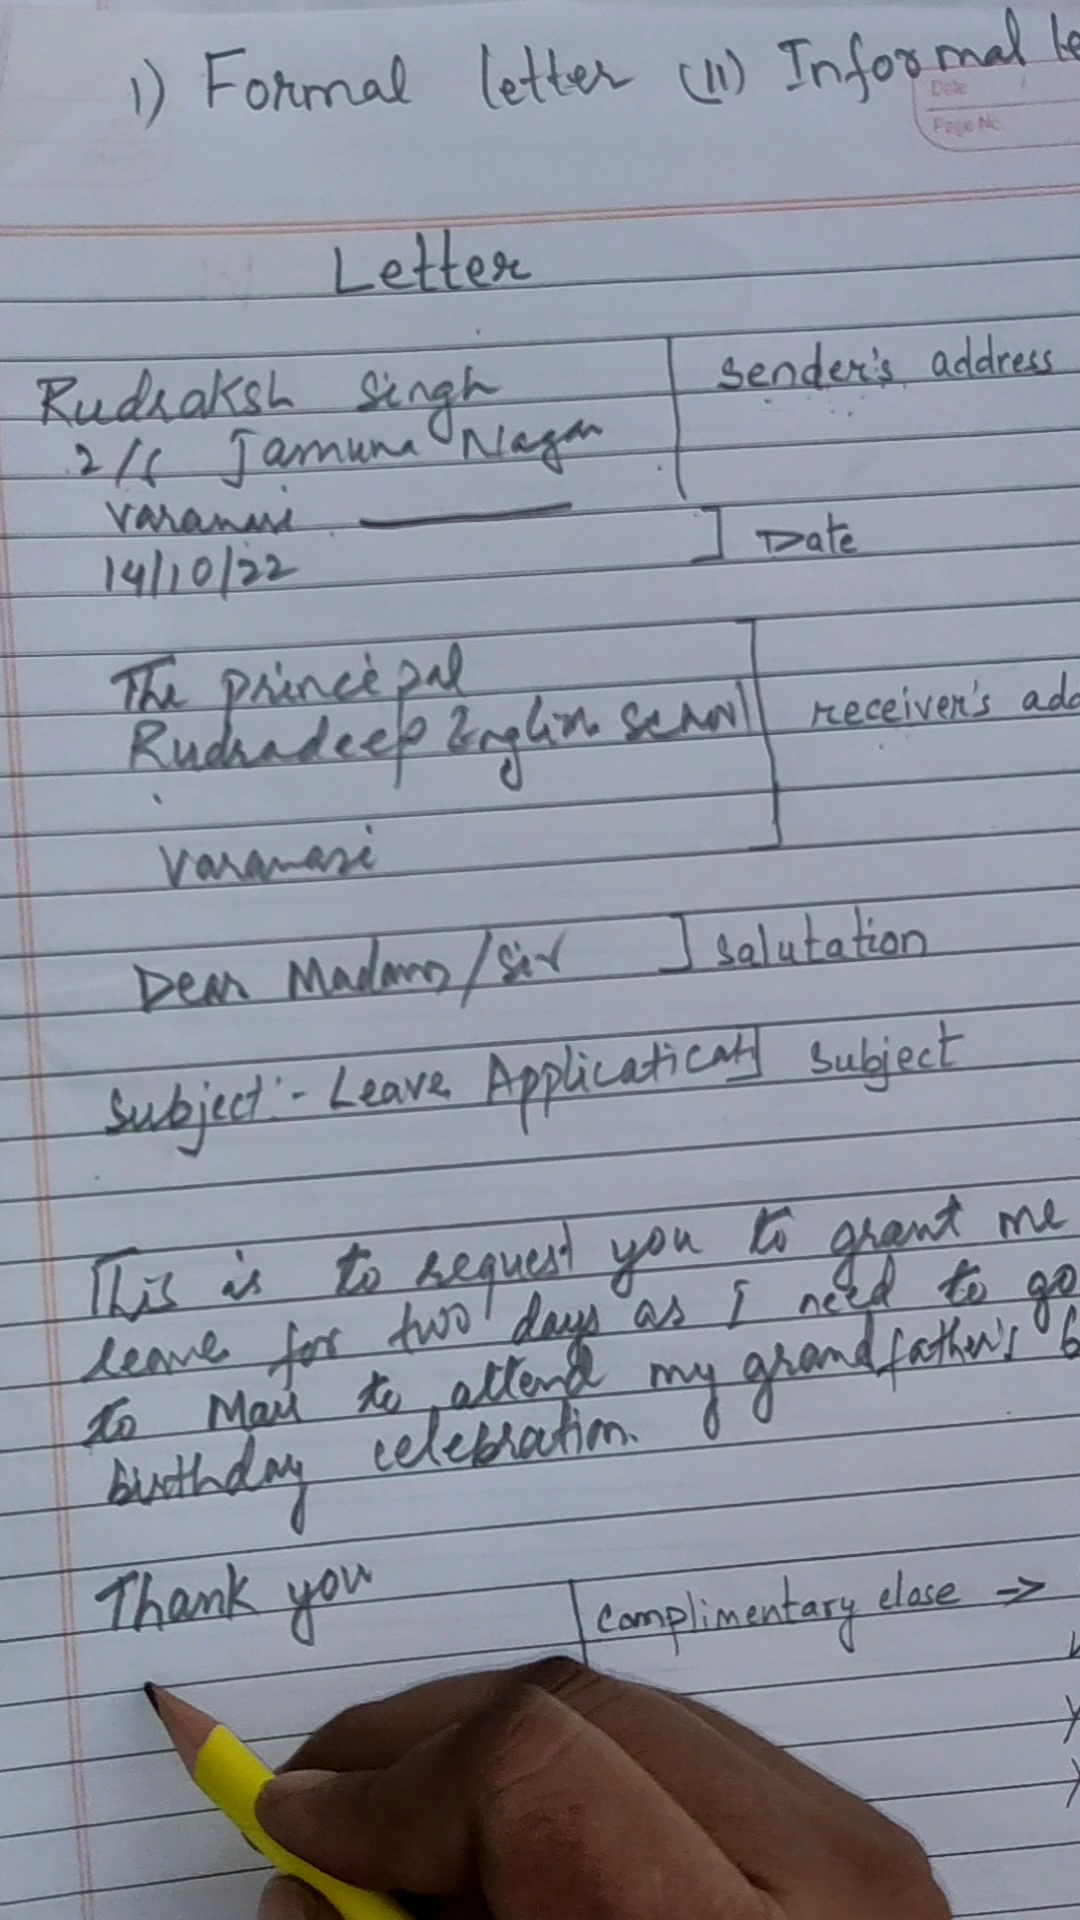 1) Formal letter (II) Informal le
Date
Page No.
Letter
Rudraksh Singh sender's address
Jamuna Nagar
varanasi
] Date
14/10/22
The principal
Rudradeep English School receiver's add
varanasi
Dear Madam/Sir ] salutation
Subject:- Leave Application] subject
This is to request you to grant me
leave for two days as I need to go
to Mau to attend my grandfather's b
birthday celebration.
Thank you
complimentary close →